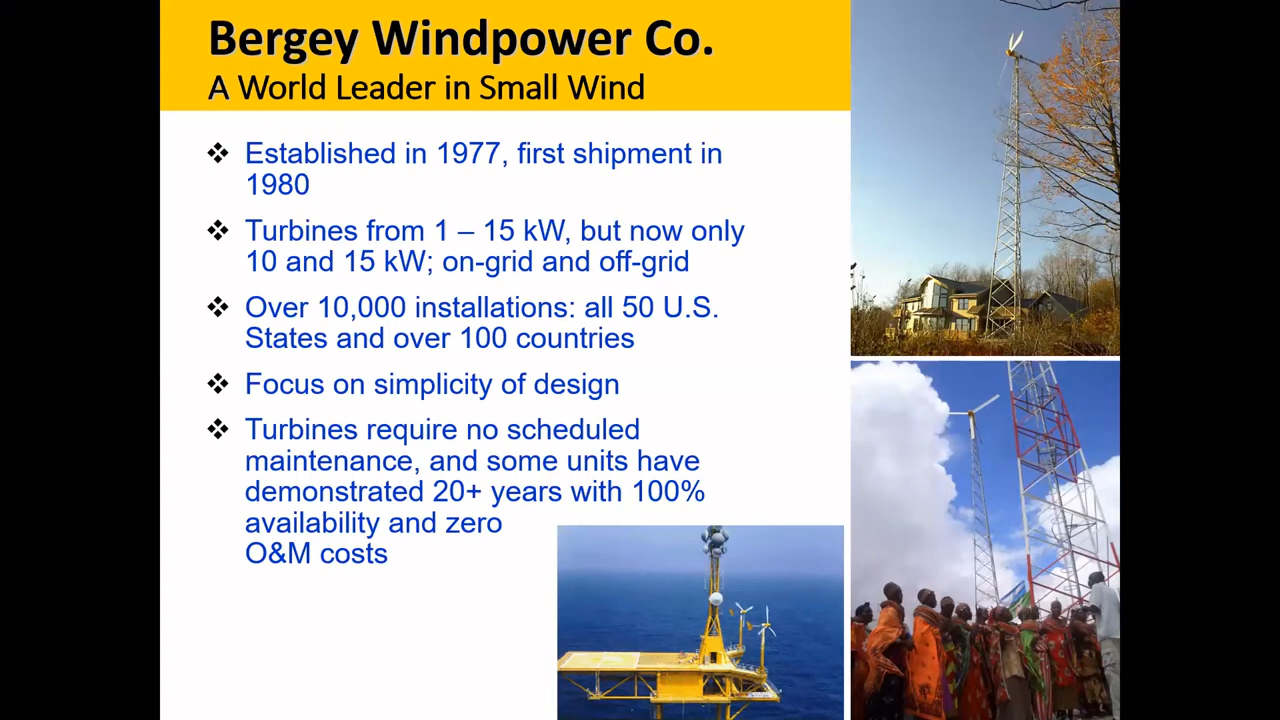 Bergey Windpower Co.
A World Leader in Small Wind
❖ Established in 1977, first shipment in
1980
❖ Turbines from 1 – 15 kW, but now only
10 and 15 kW; on-grid and off-grid
❖ Over 10,000 installations: all 50 U.S.
States and over 100 countries
❖ Focus on simplicity of design
❖ Turbines require no scheduled
maintenance, and some units have
demonstrated 20+ years with 100%
availability and zero
O&M costs